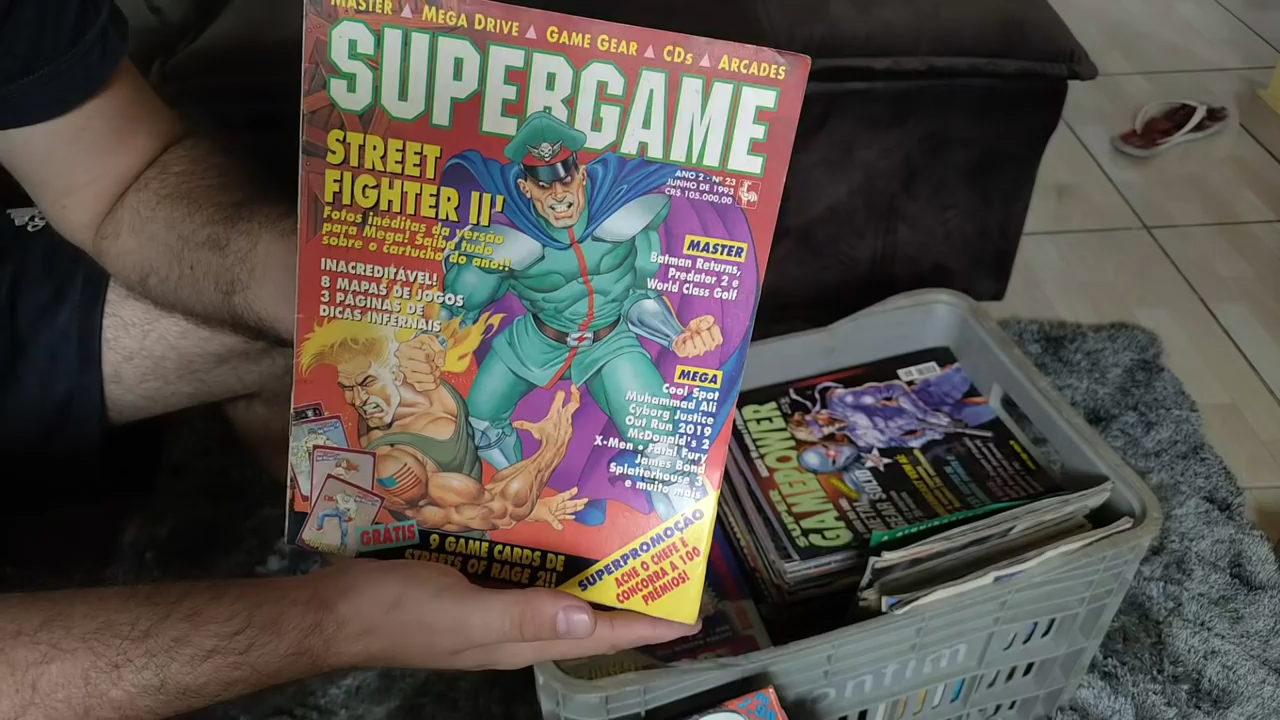 MASTER ▲ MEGA DRIVE ▲ GAME GEAR ▲ CDs ▲ ARCADES
SUPERGAME
ANO 2 - Nº 23
JUNHO DE 1993
CR$ 105.000,00
STREET
FIGHTER II'
Fotos inéditas da versão
para Mega! Saiba tudo
sobre o cartucho do ano!!
INACREDITÁVEL!
8 MAPAS DE JOGOS
3 PÁGINAS DE
DICAS INFERNAIS
MASTER
Batman Returns,
Predator 2 e
World Class Golf
MEGA
Cool Spot
Muhammad Ali
Cyborg Justice
Out Run 2019
McDonald's 2
X-Men • Fatal Fury
James Bond
Splatterhouse 3
e muito mais
GRÁTIS
9 GAME CARDS DE
STREETS OF RAGE 2!!
SUPERPROMOÇÃO
ACHE O CHEFE E
CONCORRA A 100
PRÊMIOS!
SUPER
GAMEPOWER